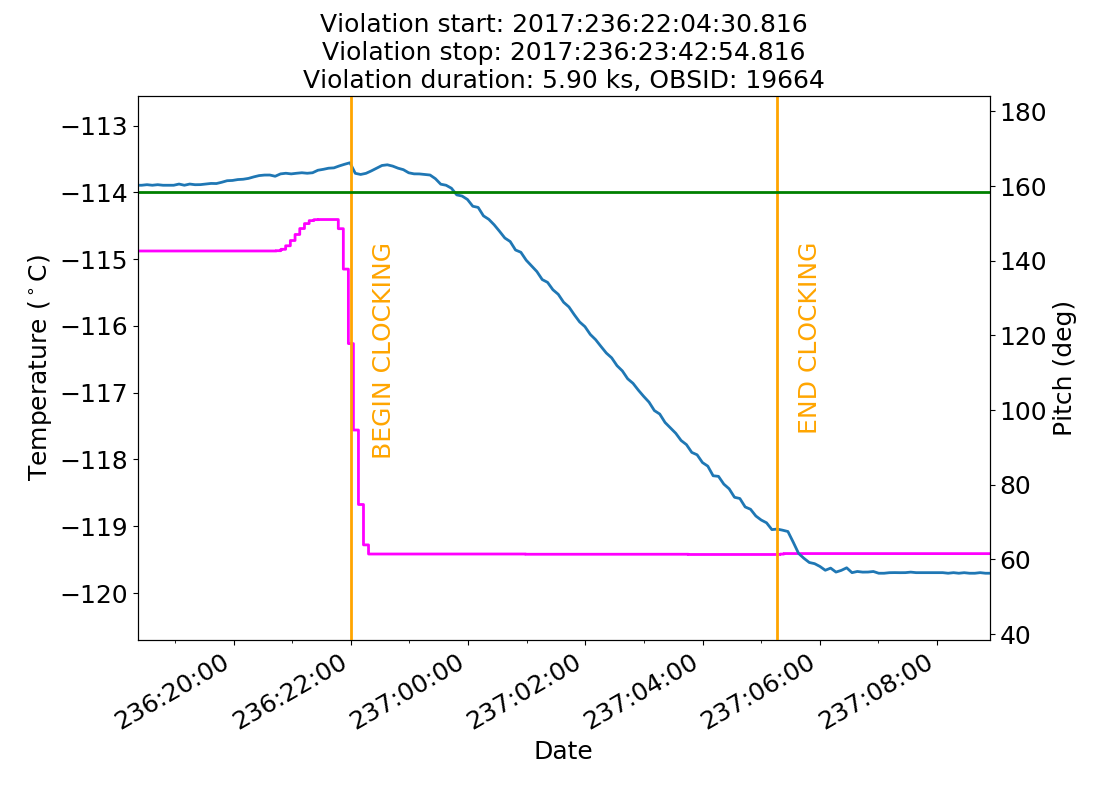 Violation start: 2017:236:22:04:30.816
Violation stop: 2017:236:23:42:54.816
Violation duration: 5.90 ks, OBSID: 19664
−113
−114
−115
−116
−117
−118
−119
−120
Temperature (°C)
180
160
140
120
100
80
60
40
Pitch (deg)
BEGIN CLOCKING
END CLOCKING
236:20:00
236:22:00
237:00:00
237:02:00
237:04:00
237:06:00
237:08:00
Date